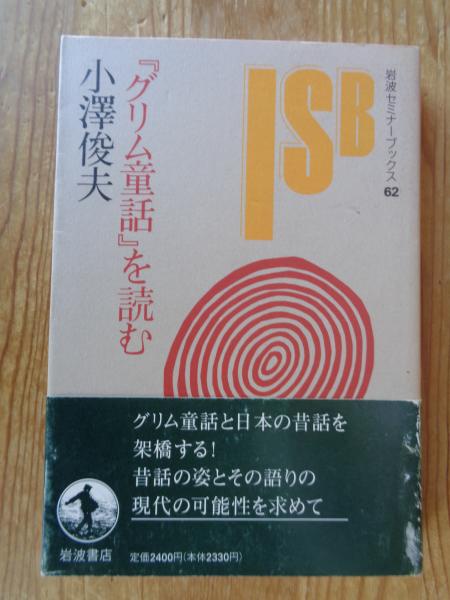 『グリム童話』を読む
小澤俊夫
ISB
岩波セミナーブックス
62
グリム童話と日本の昔話を
架橋する!
昔話の姿とその語りの
現代の可能性を求めて
岩波書店
定価2400円(本体2330円)